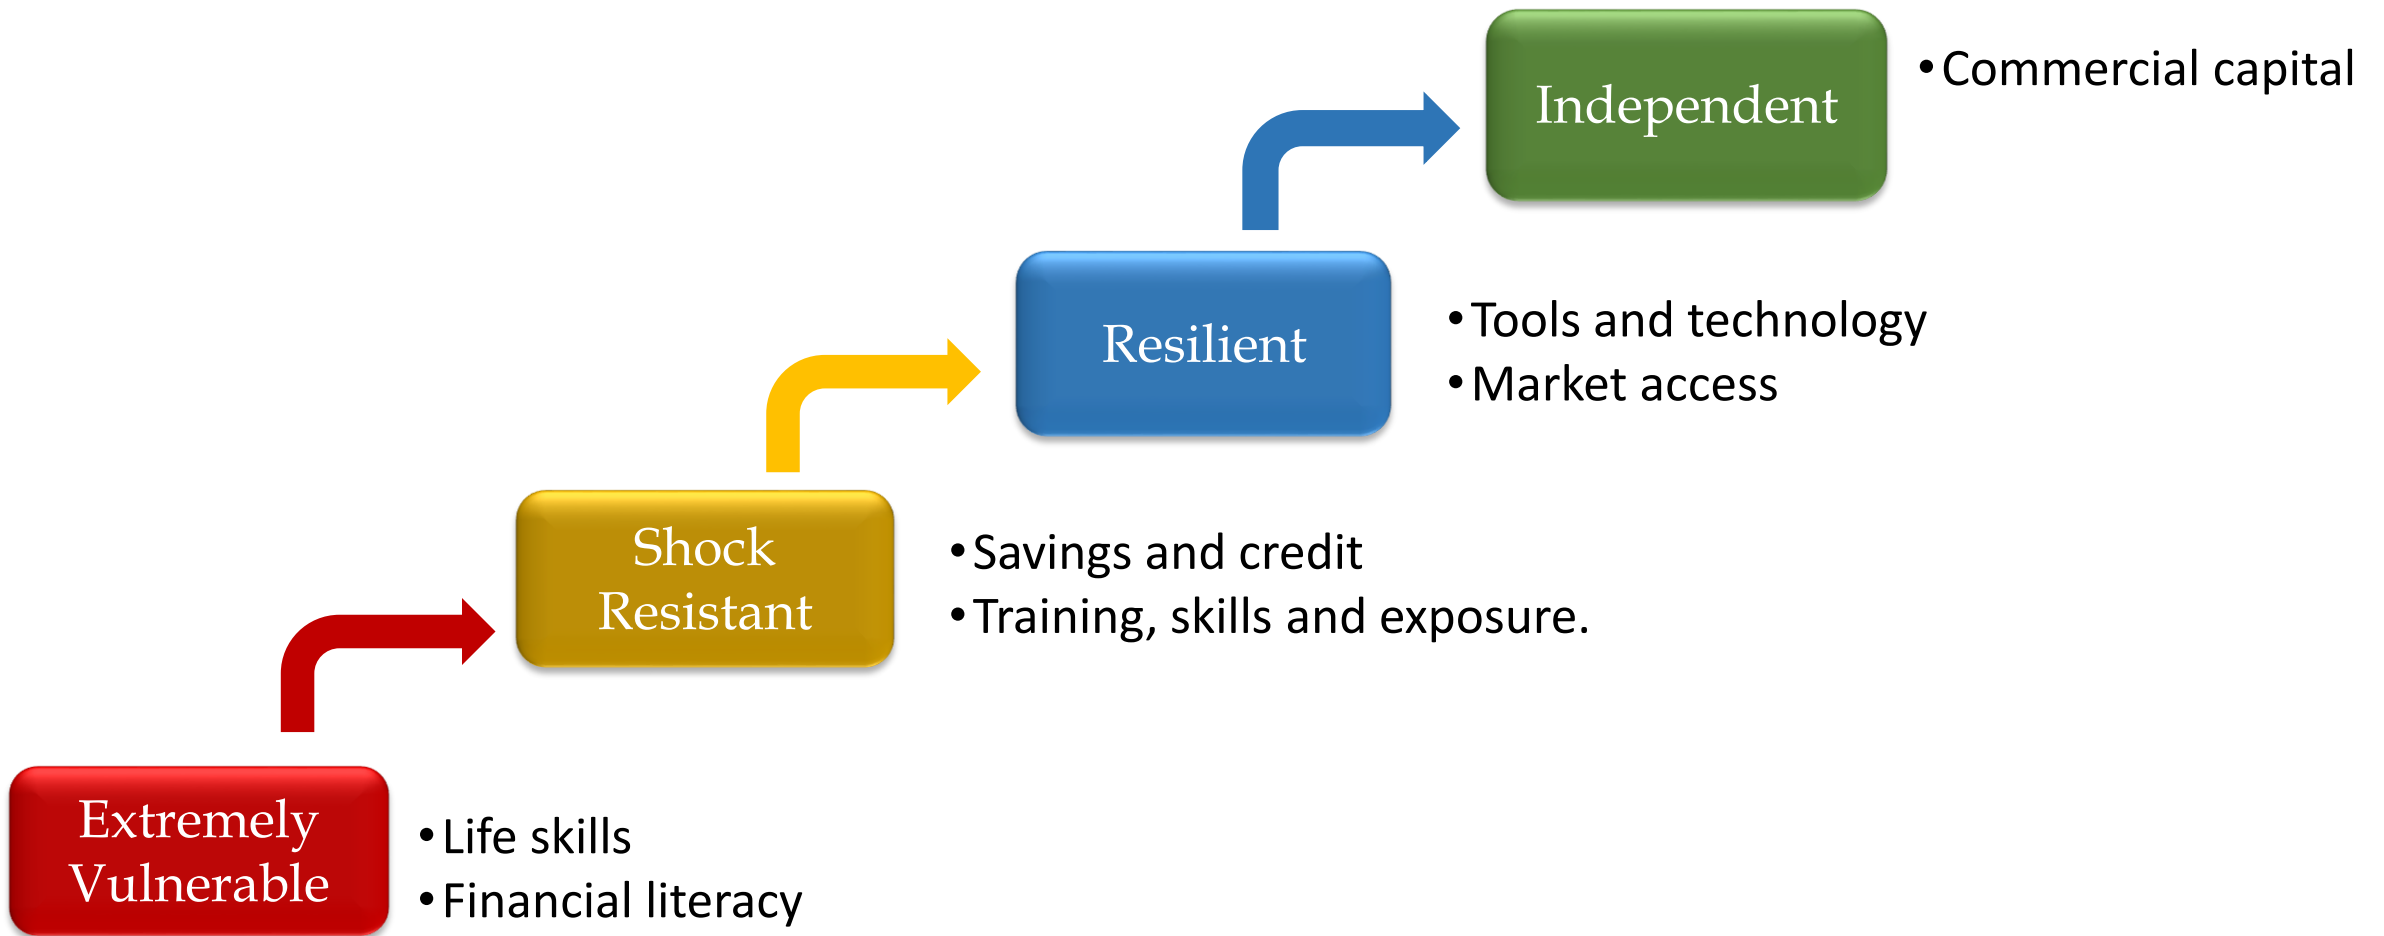 Independent
•Commercial capital
Resilient
•Tools and technology
•Market access
Shock
Resistant
•Savings and credit
•Training, skills and exposure.
Extremely
Vulnerable
•Life skills
•Financial literacy